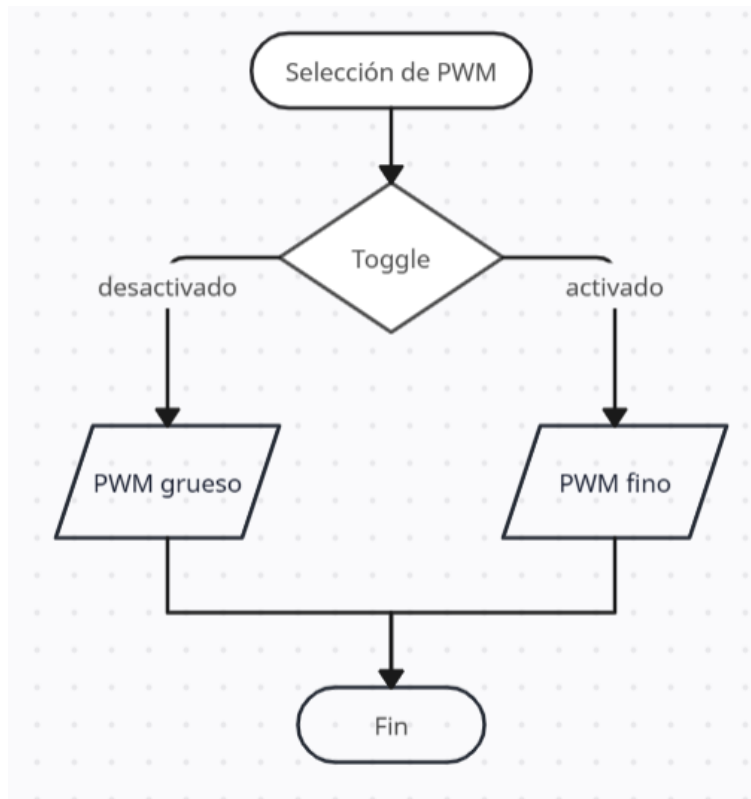 Selección de PWM
Toggle
desactivado
activado
PWM grueso
PWM fino
Fin